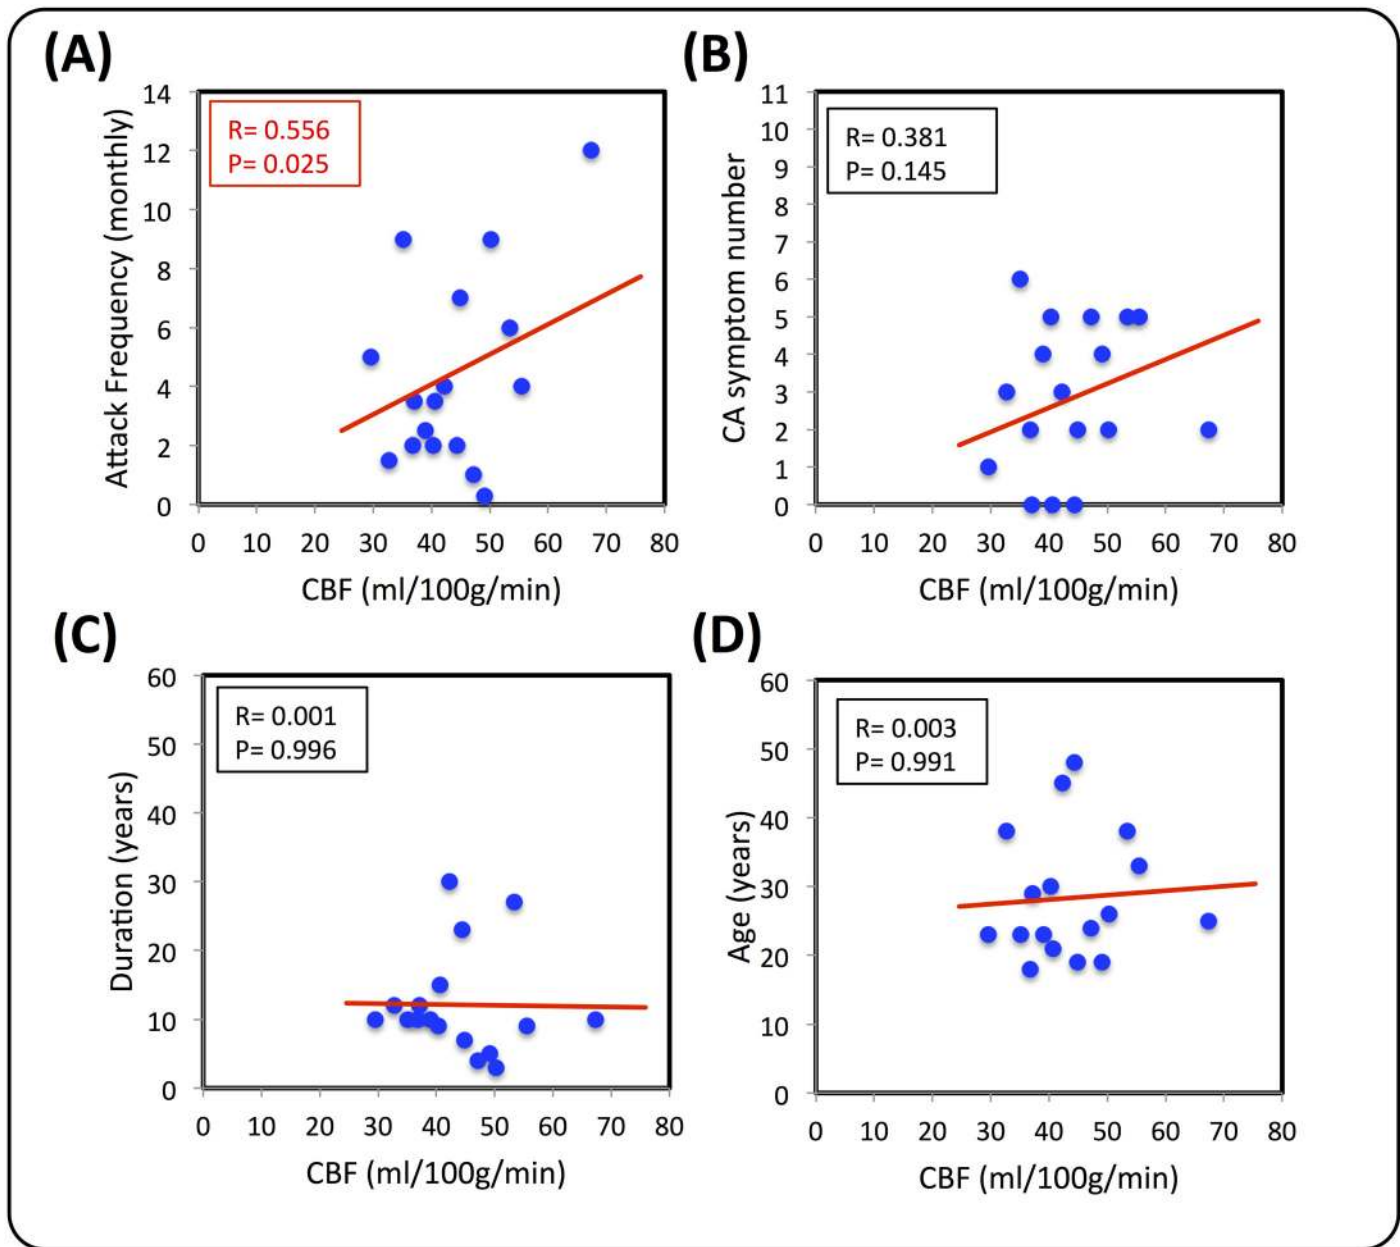 (A)
Attack Frequency (monthly)
14
12
10
8
6
4
2
0
R= 0.556
P= 0.025
0 10 20 30 40 50 60 70 80
CBF (ml/100g/min)
(B)
CA symptom number
11
10
9
8
7
6
5
4
3
2
1
0
R= 0.381
P= 0.145
0 10 20 30 40 50 60 70 80
CBF (ml/100g/min)
(C)
Duration (years)
60
50
40
30
20
10
0
R= 0.001
P= 0.996
0 10 20 30 40 50 60 70 80
CBF (ml/100g/min)
(D)
Age (years)
60
50
40
30
20
10
0
R= 0.003
P= 0.991
0 10 20 30 40 50 60 70 80
CBF (ml/100g/min)